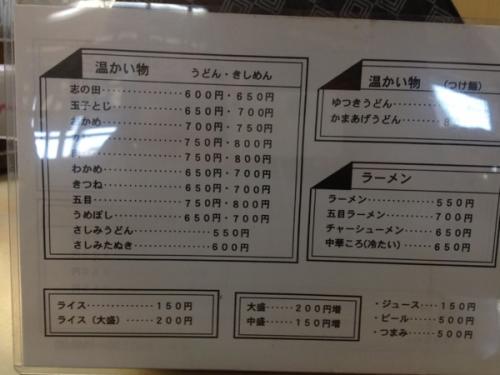 温かい物 うどん・きしめん
志の田 600円・650円
玉子とじ 650円・700円
おかめ 700円・750円
750円・800円
750円・800円
わかめ 650円・700円
きつね 650円・700円
五目 750円・800円
うめぼし 650円・700円
さしみうどん 550円
さしみたぬき 600円
温かい物 (つけ麺)
ゆつきうどん
かまあげうどん
ラーメン
ラーメン 550円
五目ラーメン 700円
チャーシューメン 650円
中華ころ(冷たい) 650円
ライス 150円
ライス(大盛) 200円
大盛 200円増
中盛 150円増
・ジュース 150円
・ビール 500円
・つまみ 500円